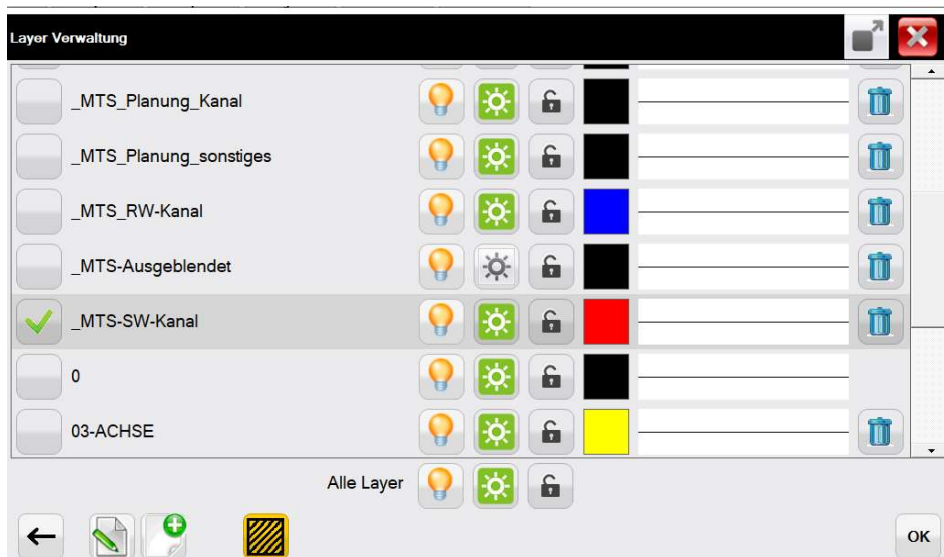 Layer Verwaltung
_MTS_Planung_Kanal
_MTS_Planung_sonstiges
_MTS_RW-Kanal
_MTS-Ausgeblendet
_MTS-SW-Kanal
0
03-ACHSE
Alle Layer
OK